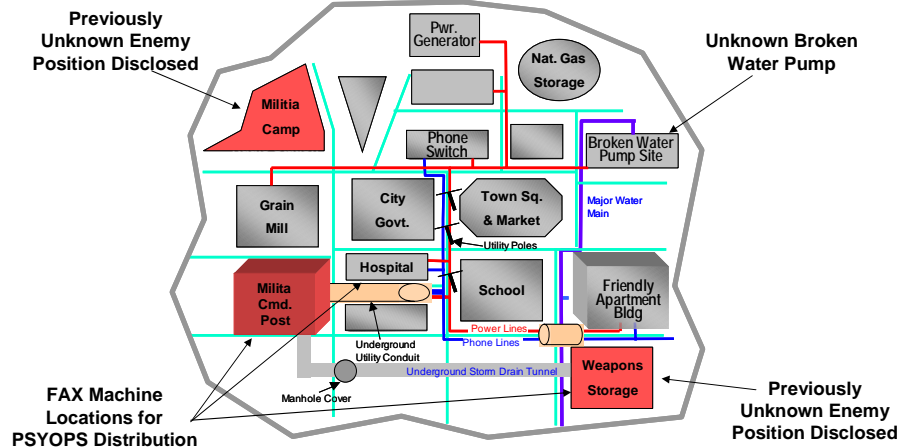 Previously
Unknown Enemy
Position Disclosed
Pwr.
Generator
Nat. Gas
Storage
Unknown Broken
Water Pump
Militia
Camp
Phone
Switch
Broken Water
Pump Site
Grain
Mill
City
Govt.
Town Sq.
& Market
Major Water
Main
Utility Poles
Hospital
Milita
Cmd.
Post
School
Friendly
Apartment
Bldg
Power Lines
Phone Lines
Underground
Utility Conduit
Underground Storm Drain Tunnel
Manhole Cover
Weapons
Storage
FAX Machine
Locations for
PSYOPS Distribution
Previously
Unknown Enemy
Position Disclosed